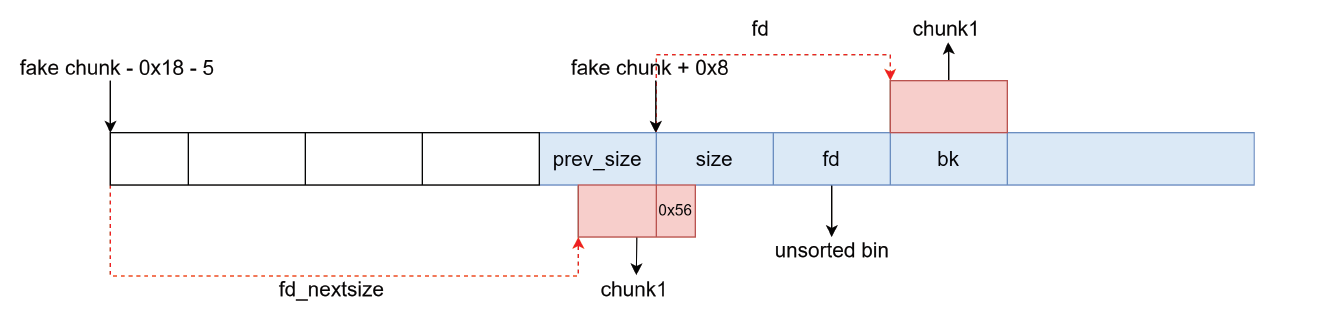 fd
chunk1
fake chunk - 0x18 - 5
fake chunk + 0x8
prev_size
size
fd
bk
0x56
unsorted bin
fd_nextsize
chunk1